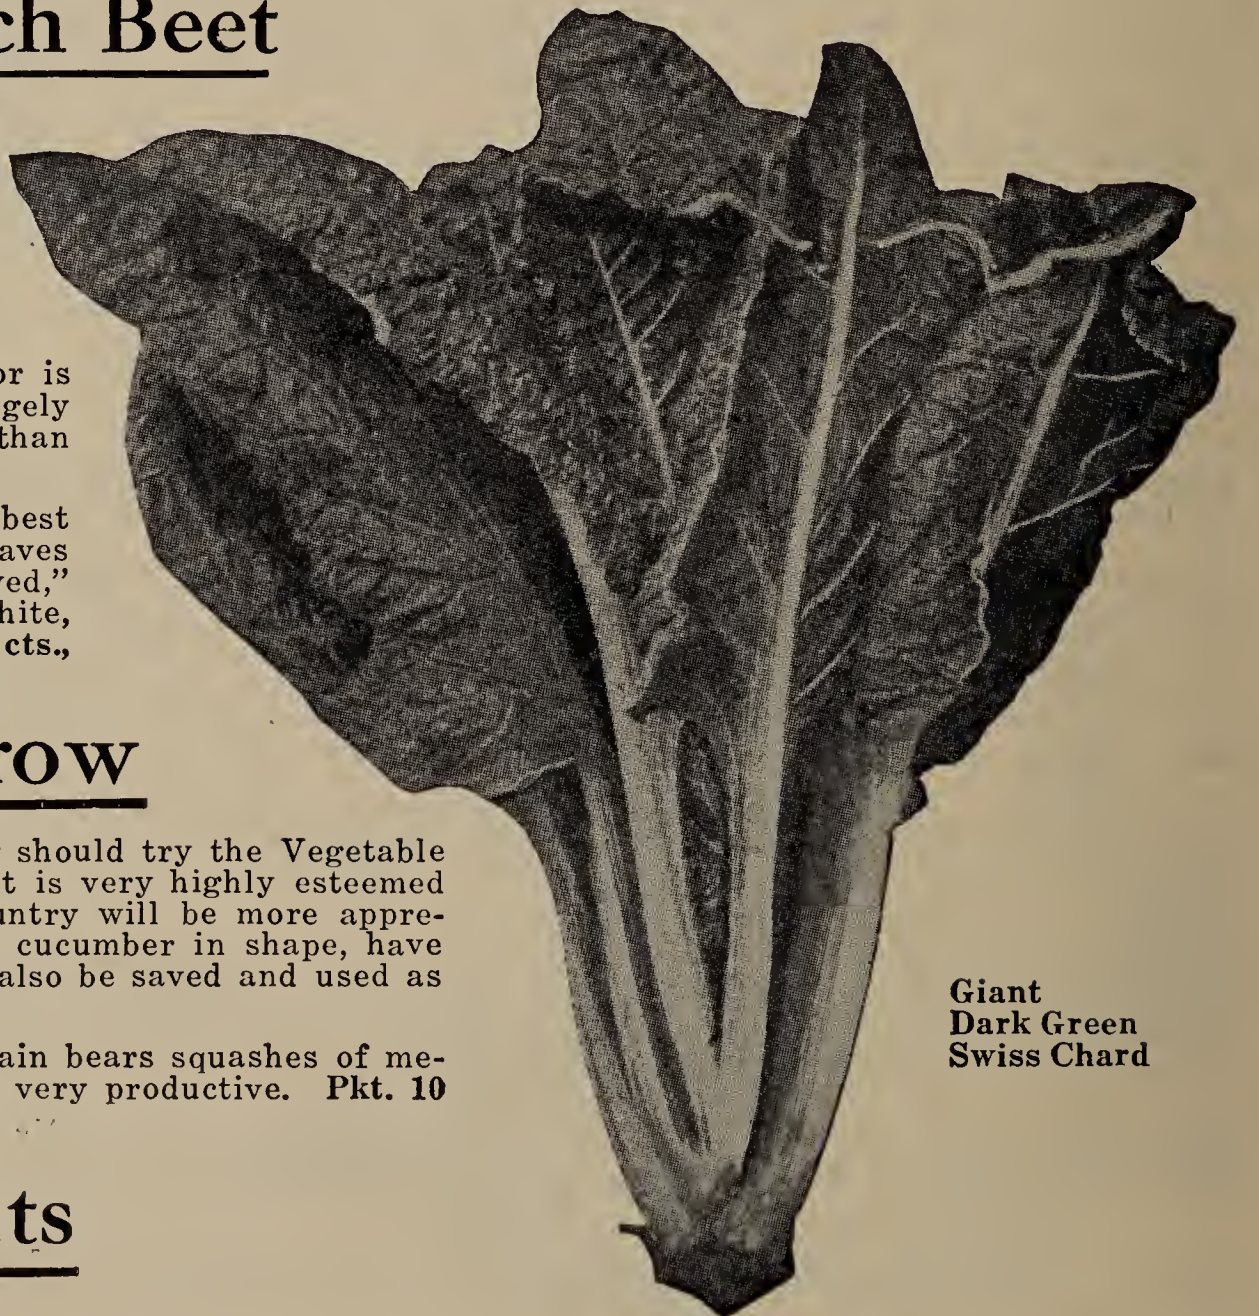 ch Beet
or is
gely
than
best
aves
ved,”
hite,
cts.,
row
should try the Vegetable
t is very highly esteemed
untry will be more appre-
cucumber in shape, have
also be saved and used as
ain bears squashes of me-
very productive. Pkt. 10
ts
Giant
Dark Green
Swiss Chard